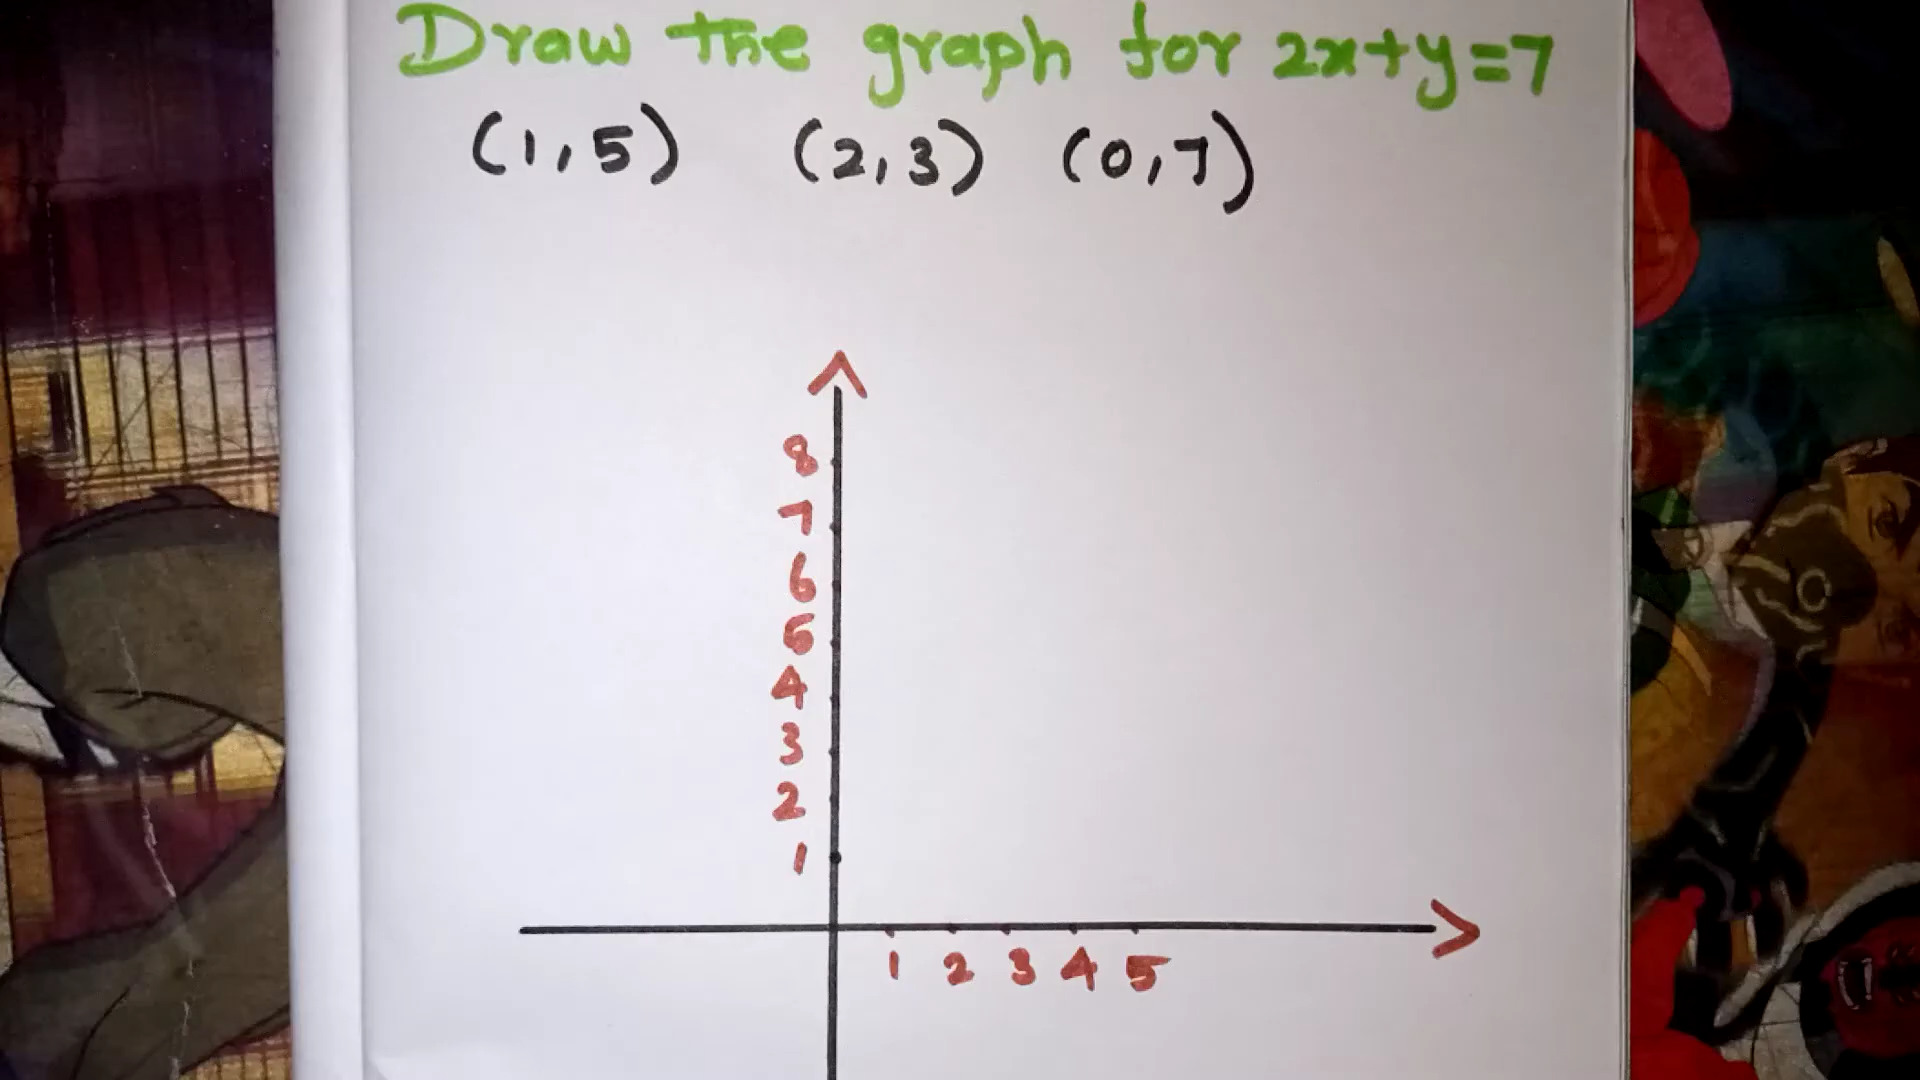 Draw the graph for 2x+y=7
(1,5) (2,3) (0,7)
8
7
6
5
4
3
2
1
1 2 3 4 5